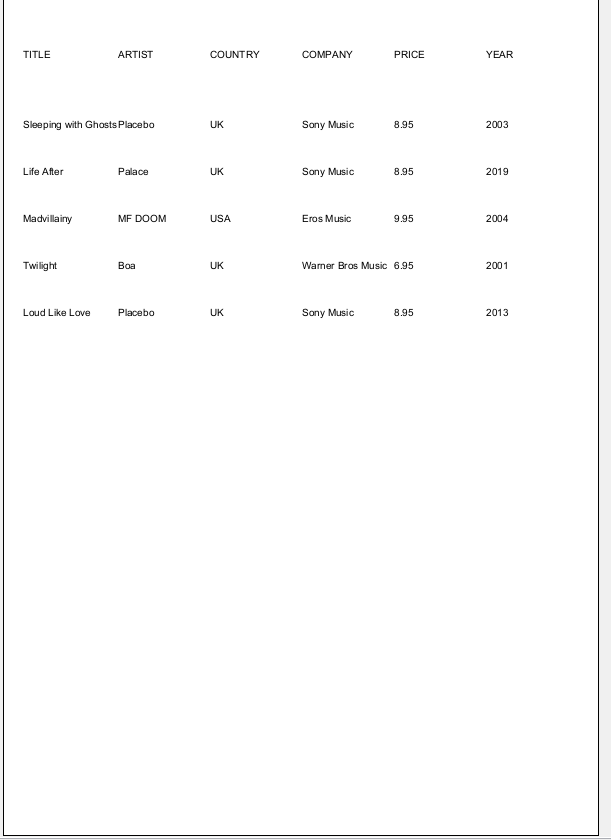 TITLE ARTIST COUNTRY COMPANY PRICE YEAR
Sleeping with Ghosts Placebo UK Sony Music 8.95 2003
Life After Palace UK Sony Music 8.95 2019
Madvillainy MF DOOM USA Eros Music 9.95 2004
Twilight Boa UK Warner Bros Music 6.95 2001
Loud Like Love Placebo UK Sony Music 8.95 2013